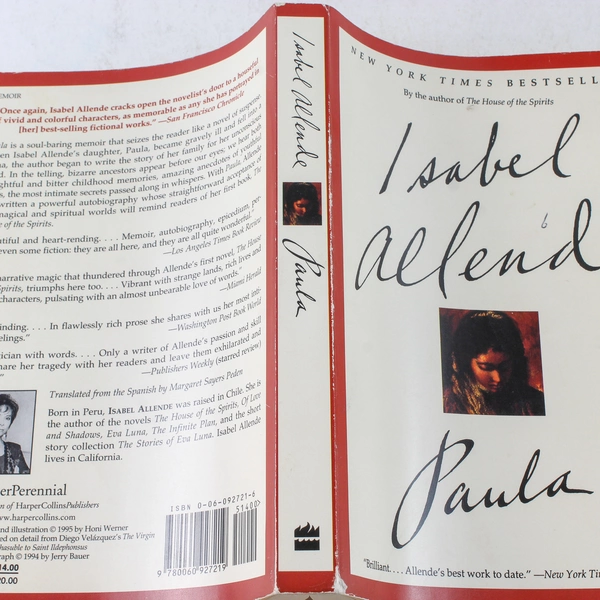 EMOIR
Once again, Isabel Allende cracks open the novelist's door to a houseful
f vivid and colorful characters, as memorable as any she has portrayed in
[her] best-selling fictional works." —San Francisco Chronicle
ula is a soul-baring memoir that seizes the reader like a novel of suspense.
en Isabel Allende's daughter, Paula, became gravely ill and fell into a
a, the author began to write the story of her family for her unconscious
d. In the telling, bizarre ancestors appear before our eyes; we hear both
ghtful and bitter childhood memories, amazing anecdotes of youthful
s, the most intimate secrets passed along in whispers. With Paula,
written a powerful autobiography whose straightforward acceptance of
magical and spiritual worlds will remind readers of her first book, The
e of the Spirits.
utiful and heart-rending. . . . Memoir, autobiography, epicedium, per-
even some fiction: they are all here, and they are all quite wonderful."
—Los Angeles Times Book Review
narrative magic that thundered through Allende's first novel, The House
Spirits, triumphs here too. . . . Vibrant with strange lands, rich lives and
characters, pulsating with an almost unbearable love of words."
—Miami Herald
inding. . . . In flawlessly rich prose she shares with us her most inti-
eelings."
—Washington Post Book World
ician with words. . . . Only a writer of Allende's passion and skill
hare her tragedy with her readers and leave them exhilarated and
"
—Publishers Weekly (starred review)
Translated from the Spanish by Margaret Sayers Peden
Born in Peru, ISABEL ALLENDE was raised in Chile. She is
the author of the novels The House of the Spirits, Of Love
and Shadows, Eva Luna, The Infinite Plan, and the short
story collection The Stories of Eva Luna. Isabel Allende
lives in California.
erPerennial
on of HarperCollinsPublishers
www.harpercollins.com
nd illustration © 1995 by Honi Werner
ed on detail from Diego Velázquez's The Virgin
hasuble to Saint Ildephonsus
graph © 1994 by Jerry Bauer
14.00
20.00
ISBN 0-06-092721-6
51400
9 780060 927219
Isabel Allende
Paula
NEW YORK TIMES BESTSELL
By the author of The House of the Spirits
Isabel
Allend
Paula
"Brilliant. . . . Allende's best work to date." —New York Tim